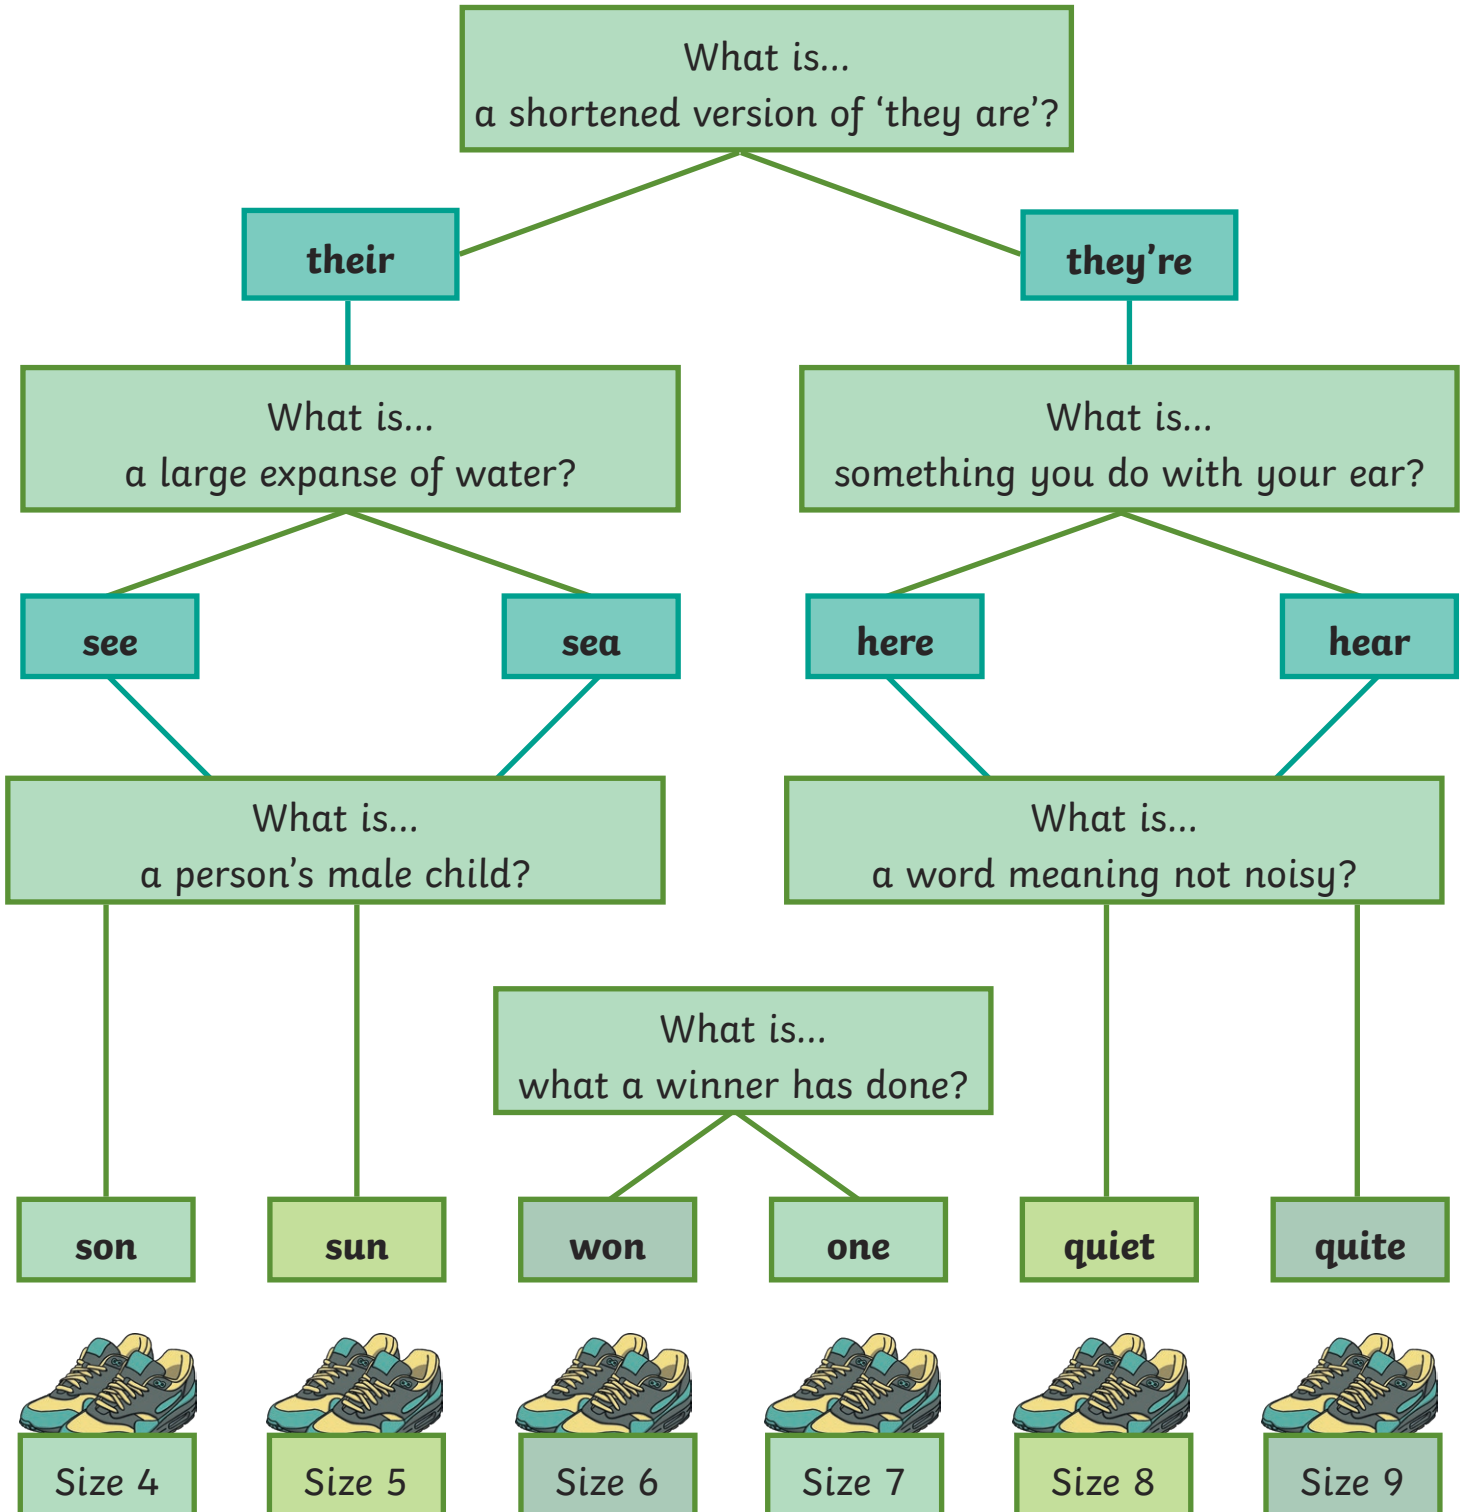 What is...
a shortened version of ‘they are’?
their
they’re
What is...
a large expanse of water?
What is...
something you do with your ear?
see
sea
here
hear
What is...
a person’s male child?
What is...
a word meaning not noisy?
What is...
what a winner has done?
son
sun
won
one
quiet
quite
Size 4
Size 5
Size 6
Size 7
Size 8
Size 9